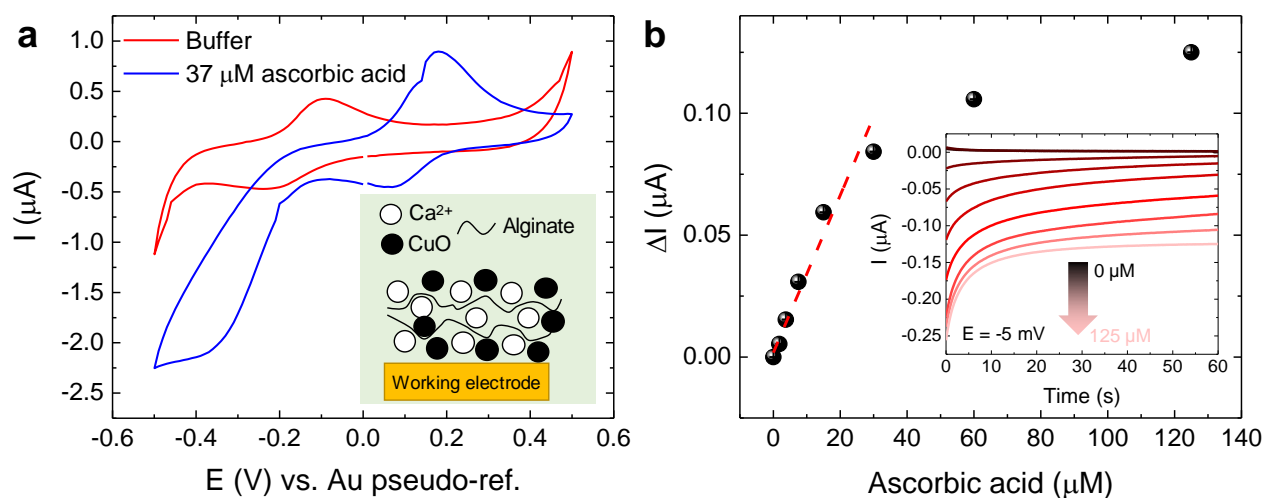 a
Buffer
37 μM ascorbic acid
1.0
0.5
0.0
-0.5
-1.0
-1.5
-2.0
-2.5
I (μA)
Ca²⁺
CuO
Alginate
Working electrode
-0.6 -0.4 -0.2 0.0 0.2 0.4 0.6
E (V) vs. Au pseudo-ref.
b
0.10
0.05
0.00
ΔI (μA)
0.00
-0.05
-0.10
-0.15
-0.20
-0.25
I (μA)
0 μM
E = -5 mV
125 μM
0 10 20 30 40 50 60
Time (s)
0 20 40 60 80 100 120 140
Ascorbic acid (μM)